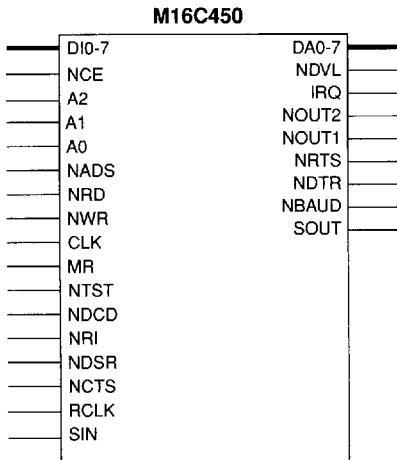 M16C450
DI0-7
NCE
A2
A1
A0
NADS
NRD
NWR
CLK
MR
NTST
NDCD
NRI
NDSR
NCTS
RCLK
SIN
DA0-7
NDVL
IRQ
NOUT2
NOUT1
NRTS
NDTR
NBAUD
SOUT